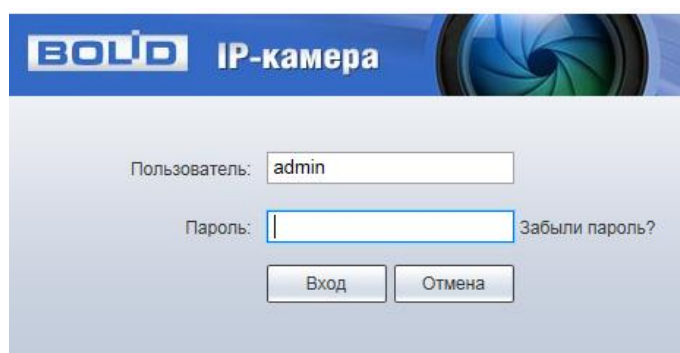 BOLID IP-камера
Пользователь: admin
Пароль: Забыли пароль?
Вход Отмена